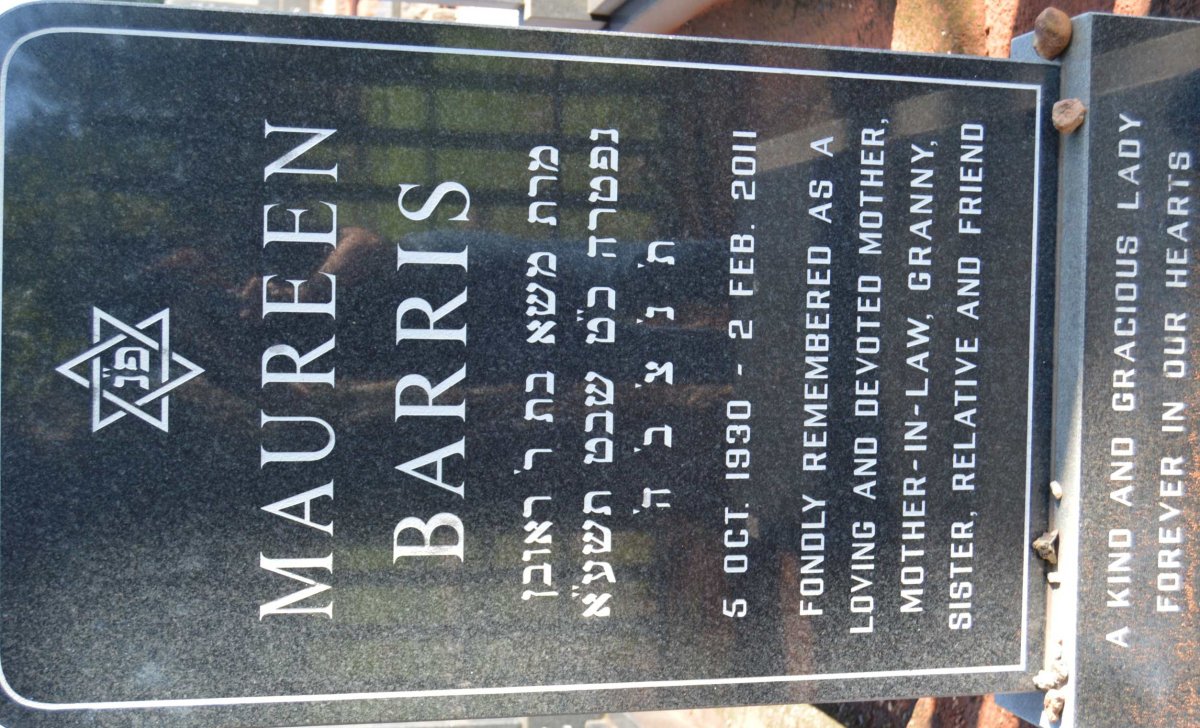 פ״נ
MAUREEN
BARRIS
מרת משא בת ר׳ ראובן
נפטרה כ״ט שבט תשע״א
ת׳ נ׳ צ׳ ב׳ ה׳
5 OCT. 1930 - 2 FEB. 2011
FONDLY REMEMBERED AS A
LOVING AND DEVOTED MOTHER,
MOTHER-IN-LAW, GRANNY,
SISTER, RELATIVE AND FRIEND
A KIND AND GRACIOUS LADY
FOREVER IN OUR HEARTS